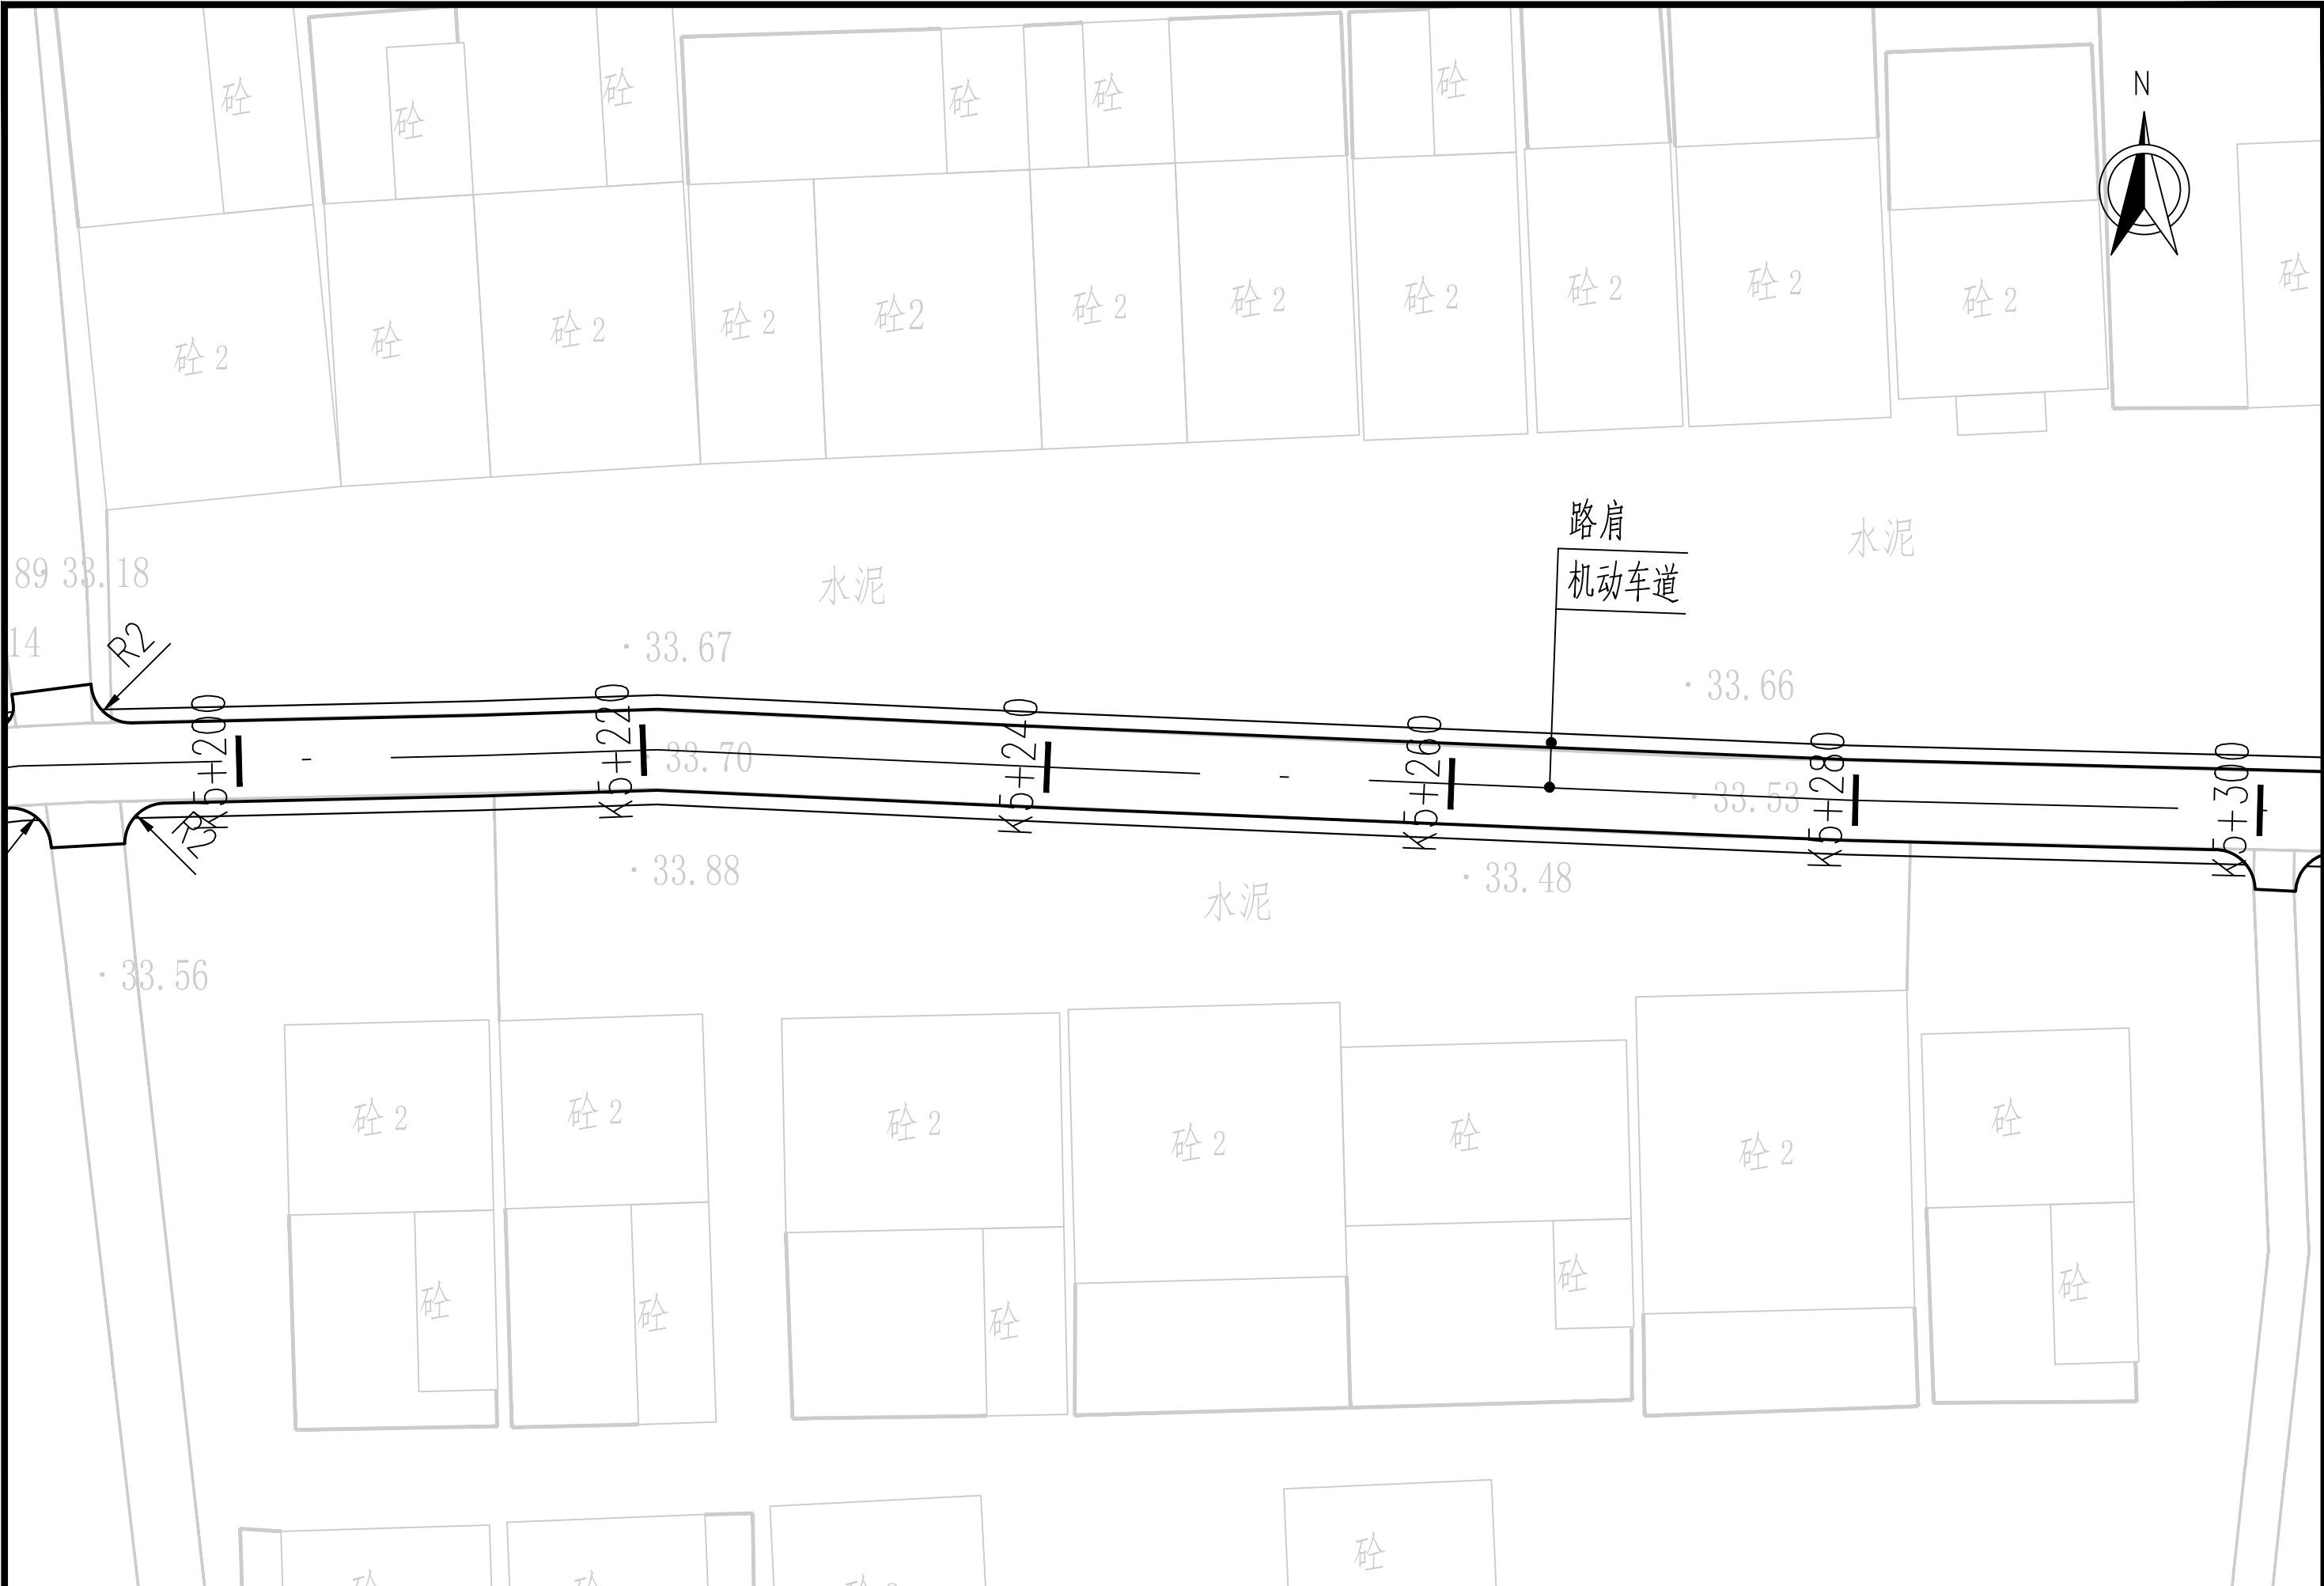 N
砼
砼
砼
砼
砼
砼
砼 2
砼
砼 2
砼 2
砼2
砼 2
砼 2
砼 2
砼 2
砼 2
砼 2
砼
路肩
机动车道
水泥
水泥
89 33.18
14
33.67
33.66
R2
K5+200
K5+220
K5+240
K5+260
K5+280
K5+300
33.70
33.53
R2
33.88
33.48
水泥
33.56
砼 2
砼 2
砼 2
砼 2
砼
砼 2
砼
砼
砼
砼
砼
砼
砼